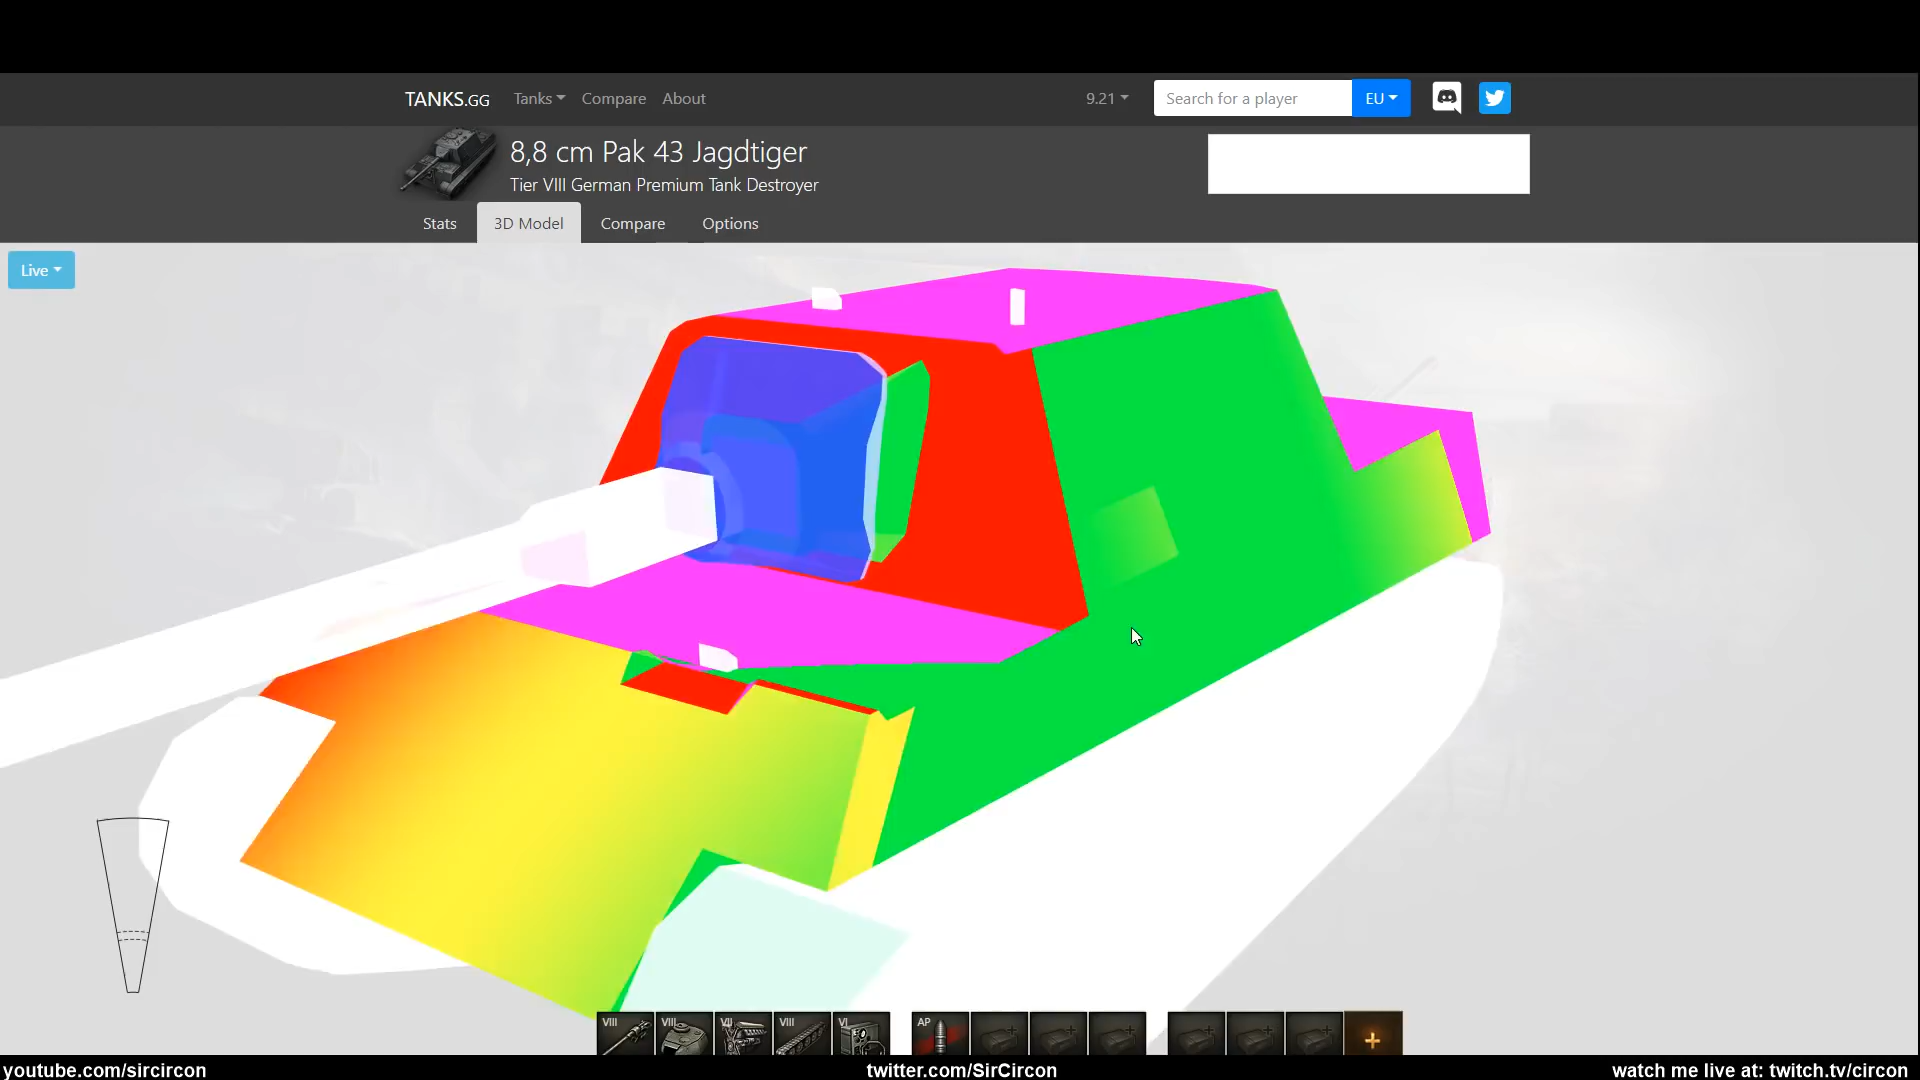 TANKS.GG Tanks Compare About 9.21 Search for a player EU
8,8 cm Pak 43 Jagdtiger
Tier VIII German Premium Tank Destroyer
Stats 3D Model Compare Options
Live
VIII VIII VII VIII VI AP
youtube.com/sircircon twitter.com/SirCircon watch me live at: twitch.tv/circon